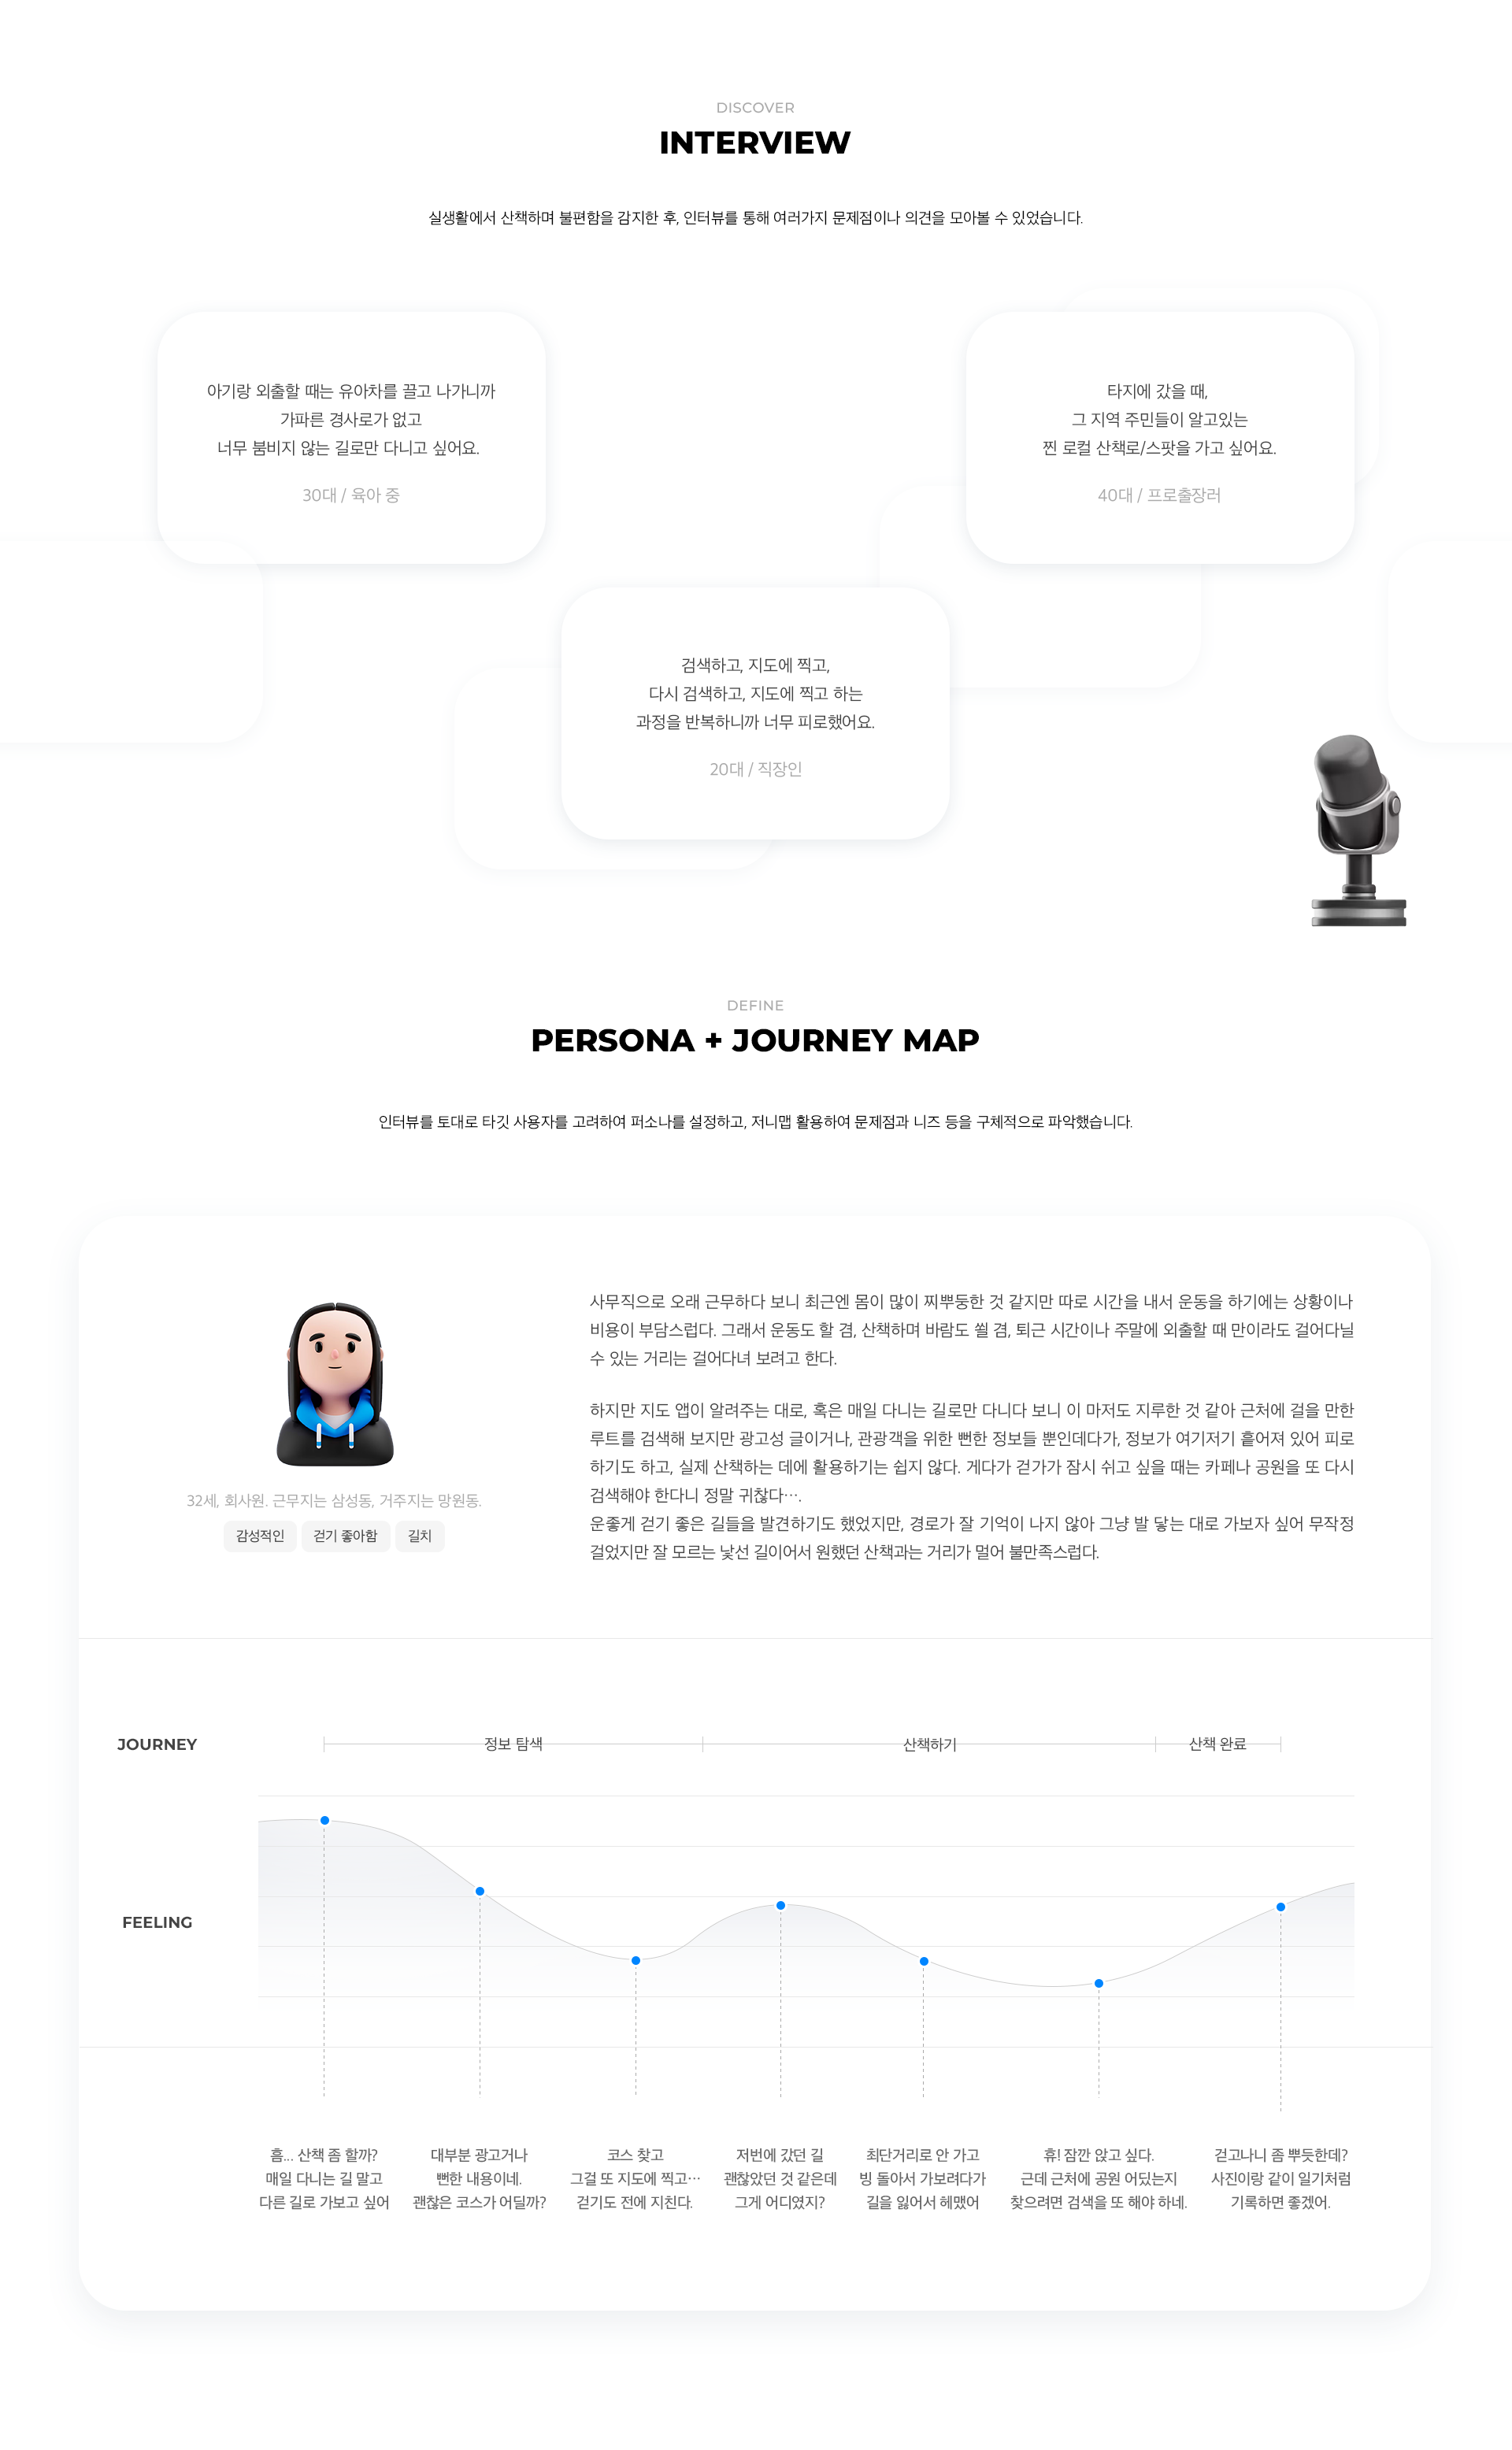 DISCOVER
INTERVIEW
실생활에서 산책하며 불편함을 감지한 후, 인터뷰를 통해 여러가지 문제점이나 의견을 모아볼 수 있었습니다.
아기랑 외출할 때는 유아차를 끌고 나가니까
가파른 경사로가 없고
너무 붐비지 않는 길로만 다니고 싶어요.
30대 / 육아 중
타지에 갔을 때,
그 지역 주민들이 알고있는
찐 로컬 산책로/스팟을 가고 싶어요.
40대 / 프로출장러
검색하고, 지도에 찍고,
다시 검색하고, 지도에 찍고 하는
과정을 반복하니까 너무 피로했어요.
20대 / 직장인
DEFINE
PERSONA + JOURNEY MAP
인터뷰를 토대로 타깃 사용자를 고려하여 퍼소나를 설정하고, 저니맵 활용하여 문제점과 니즈 등을 구체적으로 파악했습니다.
32세, 회사원. 근무지는 삼성동, 거주지는 망원동.
감성적인 걷기 좋아함 길치
사무직으로 오래 근무하다 보니 최근엔 몸이 많이 찌뿌둥한 것 같지만 따로 시간을 내서 운동을 하기에는 상황이나
비용이 부담스럽다. 그래서 운동도 할 겸, 산책하며 바람도 쐴 겸, 퇴근 시간이나 주말에 외출할 때 만이라도 걸어다닐
수 있는 거리는 걸어다녀 보려고 한다.
하지만 지도 앱이 알려주는 대로, 혹은 매일 다니는 길로만 다니다 보니 이 마저도 지루한 것 같아 근처에 걸을 만한
루트를 검색해 보지만 광고성 글이거나, 관광객을 위한 뻔한 정보들 뿐인데다가, 정보가 여기저기 흩어져 있어 피로
하기도 하고, 실제 산책하는 데에 활용하기는 쉽지 않다. 게다가 걷가가 잠시 쉬고 싶을 때는 카페나 공원을 또 다시
검색해야 한다니 정말 귀찮다….
운좋게 걷기 좋은 길들을 발견하기도 했었지만, 경로가 잘 기억이 나지 않아 그냥 발 닿는 대로 가보자 싶어 무작정
걸었지만 잘 모르는 낯선 길이어서 원했던 산책과는 거리가 멀어 불만족스럽다.
JOURNEY
정보 탐색
산책하기
산책 완료
FEELING
흠... 산책 좀 할까?
매일 다니는 길 말고
다른 길로 가보고 싶어
대부분 광고거나
뻔한 내용이네.
괜찮은 코스가 어딜까?
코스 찾고
그걸 또 지도에 찍고…
걷기도 전에 지친다.
저번에 갔던 길
괜찮았던 것 같은데
그게 어디였지?
최단거리로 안 가고
빙 돌아서 가보려다가
길을 잃어서 헤맸어
휴! 잠깐 앉고 싶다.
근데 근처에 공원 어딨는지
찾으려면 검색을 또 해야 하네.
걷고나니 좀 뿌듯한데?
사진이랑 같이 일기처럼
기록하면 좋겠어.